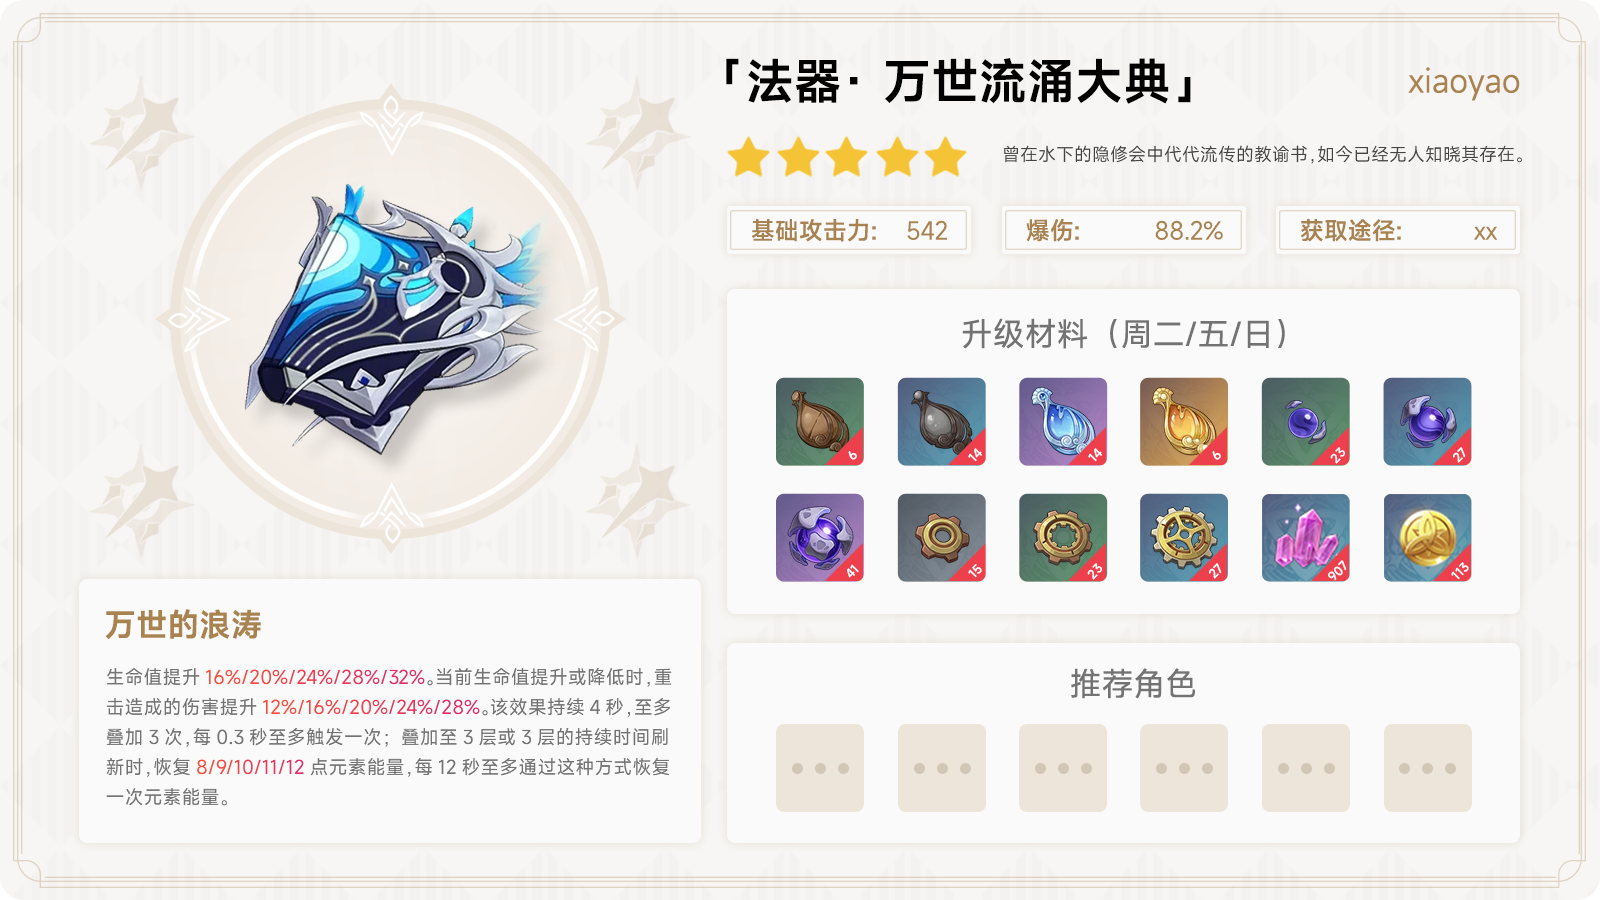 「法器· 万世流涌大典」
xiaoyao
曾在水下的隐修会中代代流传的教谕书,如今已经无人知晓其存在。
基础攻击力: 542
爆伤: 88.2%
获取途径: xx
升级材料（周二/五/日）
6 14 14 6 23 27
41 15 23 27 907 113
万世的浪涛
生命值提升 16%/20%/24%/28%/32%。当前生命值提升或降低时,重
击造成的伤害提升 12%/16%/20%/24%/28%。该效果持续 4 秒,至多
叠加 3 次,每 0.3 秒至多触发一次；叠加至 3 层或 3 层的持续时间刷
新时,恢复 8/9/10/11/12 点元素能量,每 12 秒至多通过这种方式恢复
一次元素能量。
推荐角色